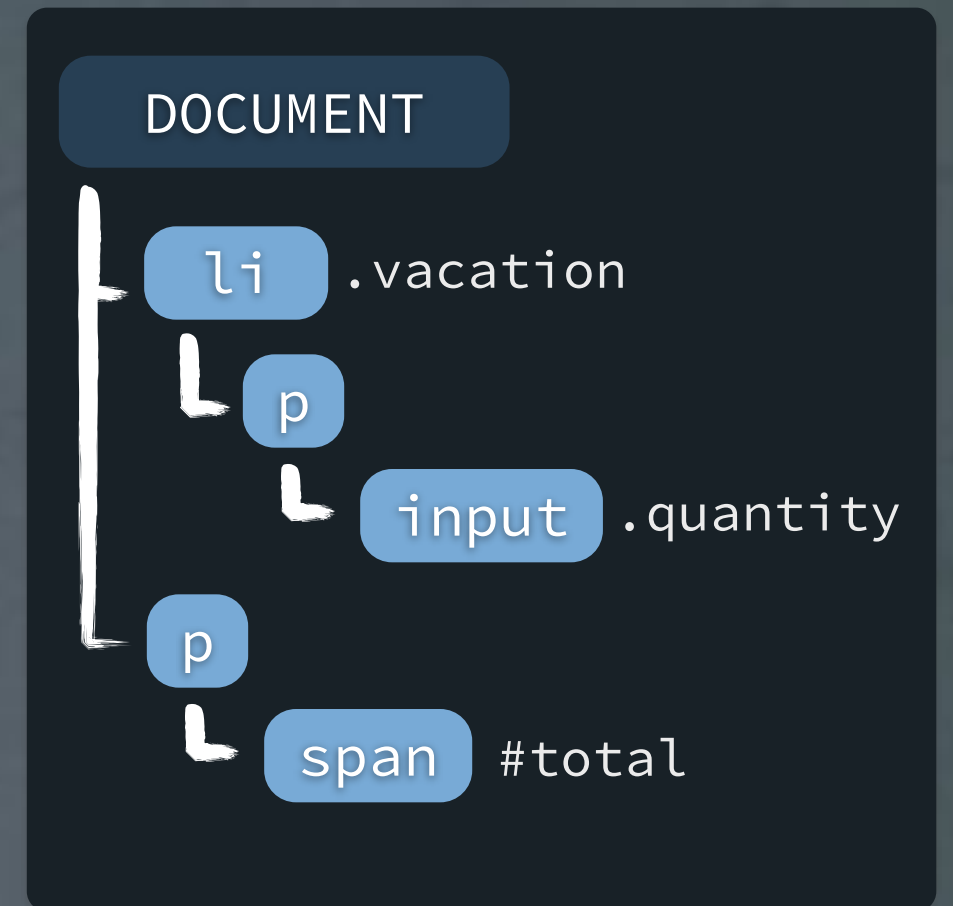 DOCUMENT
li .vacation
p
input .quantity
p
span #total